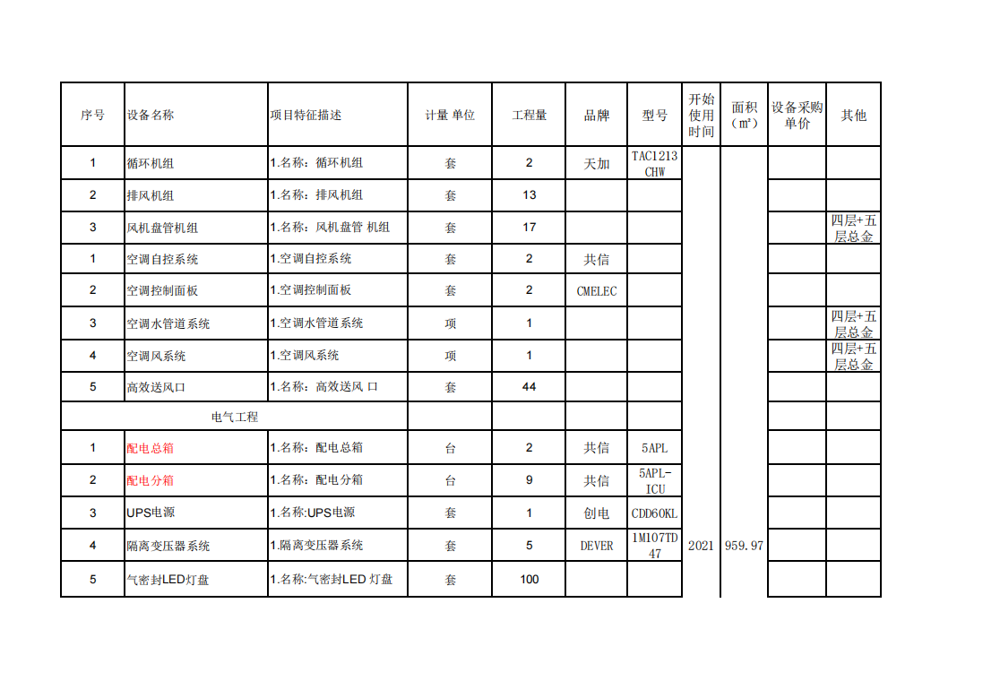 序号 设备名称 项目特征描述 计量 单位 工程量 品牌 型号 开始使用时间 面积（㎡） 设备采购单价 其他
1 循环机组 1.名称：循环机组 套 2 天加 TAC1213CHW
2 排风机组 1.名称：排风机组 套 13
3 风机盘管机组 1.名称：风机盘管 机组 套 17 四层+五层总金
1 空调自控系统 1.空调自控系统 套 2 共信
2 空调控制面板 1.空调控制面板 套 2 CMELEC
3 空调水管道系统 1.空调水管道系统 项 1 四层+五层总金
4 空调风系统 1.空调风系统 项 1 四层+五层总金
5 高效送风口 1.名称：高效送风 口 套 44
电气工程
1 配电总箱 1.名称：配电总箱 台 2 共信 5APL
2 配电分箱 1.名称：配电分箱 台 9 共信 5APL-ICU
3 UPS电源 1.名称:UPS电源 套 1 创电 CDD60KL
4 隔离变压器系统 1.隔离变压器系统 套 5 DEVER 1M107TD47 2021 959.97
5 气密封LED灯盘 1.名称:气密封LED 灯盘 套 100